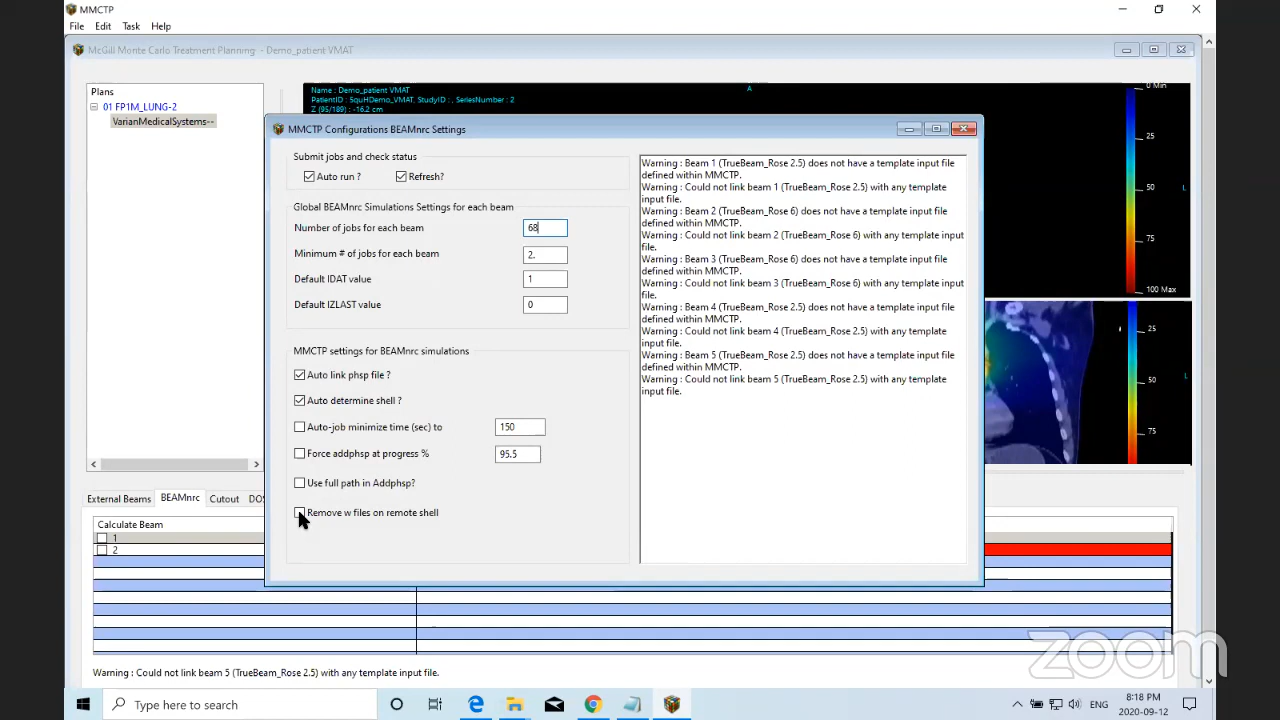 MMCTP
File Edit Task Help
McGill Monte Carlo Treatment Planning - Demo_patient VMAT
Plans
01 FP1M_LUNG-2
VarianMedicalSystems--
Name : Demo_patient VMAT
PatientID : SquHDemo_VMAT, StudyID : , SeriesNumber : 2
Z (95/189) : -16.2 cm
A
0 Min
25
50
L
75
100 Max
25
50
L
75
MMCTP Configurations BEAMnrc Settings
Submit jobs and check status
Auto run ?
Refresh?
Global BEAMnrc Simulations Settings for each beam
Number of jobs for each beam
68
Minimum # of jobs for each beam
2.
Default IDAT value
1
Default IZLAST value
0
MMCTP settings for BEAMnrc simulations
Auto link phsp file ?
Auto determine shell ?
Auto-job minimize time (sec) to
150
Force addphsp at progress %
95.5
Use full path in Addphsp?
Remove w files on remote shell
Warning : Beam 1 (TrueBeam_Rose 2.5) does not have a template input file
defined within MMCTP.
Warning : Could not link beam 1 (TrueBeam_Rose 2.5) with any template
input file.
Warning : Beam 2 (TrueBeam_Rose 6) does not have a template input file
defined within MMCTP.
Warning : Could not link beam 2 (TrueBeam_Rose 6) with any template input
file.
Warning : Beam 3 (TrueBeam_Rose 6) does not have a template input file
defined within MMCTP.
Warning : Could not link beam 3 (TrueBeam_Rose 6) with any template input
file.
Warning : Beam 4 (TrueBeam_Rose 2.5) does not have a template input file
defined within MMCTP.
Warning : Could not link beam 4 (TrueBeam_Rose 2.5) with any template
input file.
Warning : Beam 5 (TrueBeam_Rose 2.5) does not have a template input file
defined within MMCTP.
Warning : Could not link beam 5 (TrueBeam_Rose 2.5) with any template
input file.
External Beams BEAMnrc Cutout DOS
Calculate Beam
1
2
Warning : Could not link beam 5 (TrueBeam_Rose 2.5) with any template input file.
zoom
Type here to search
ENG
8:18 PM
2020-09-12